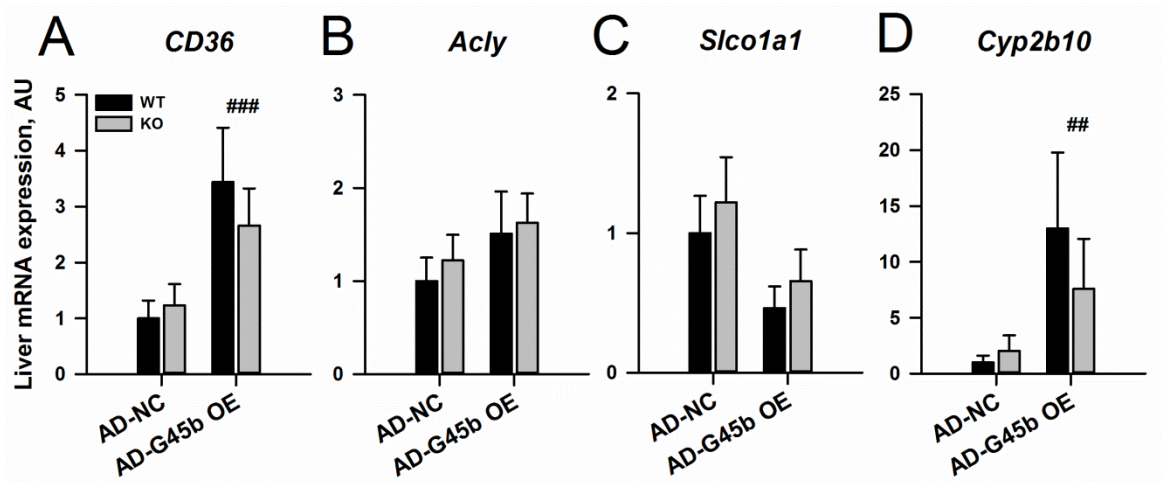 A
CD36
B
Acly
C
Slco1a1
D
Cyp2b10
Liver mRNA expression, AU
5
4
3
2
1
0
WT
KO
###
AD-NC
AD-G45b OE
3
2
1
0
AD-NC
AD-G45b OE
2
1
0
AD-NC
AD-G45b OE
25
20
15
10
5
0
##
AD-NC
AD-G45b OE